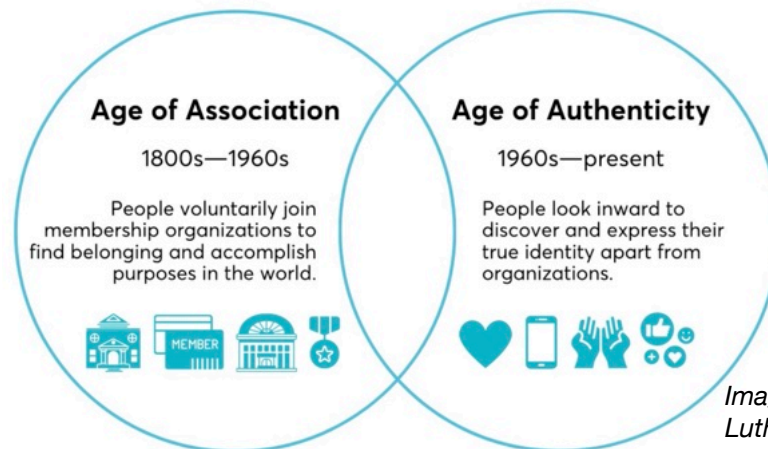 Age of Association
1800s—1960s
People voluntarily join
membership organizations to
find belonging and accomplish
purposes in the world.
MEMBER
Age of Authenticity
1960s—present
People look inward to
discover and express their
true identity apart from
organizations.